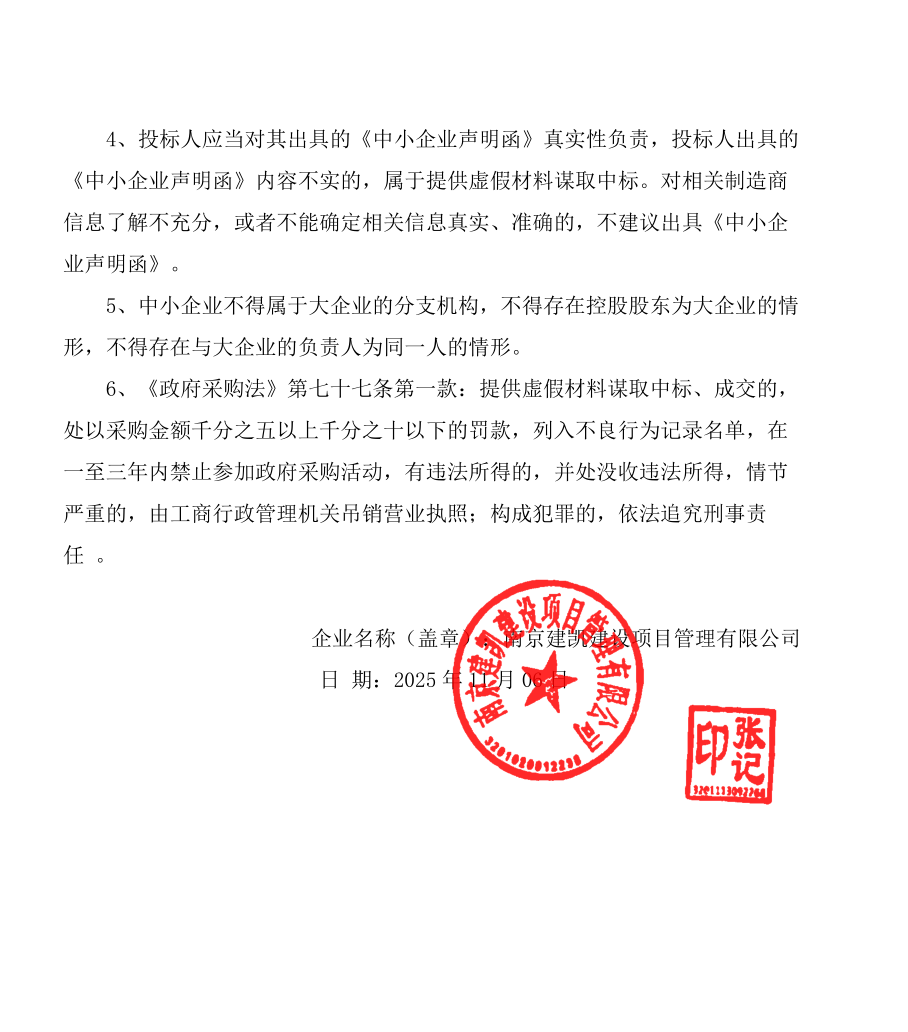 4、投标人应当对其出具的《中小企业声明函》真实性负责，投标人出具的
《中小企业声明函》内容不实的，属于提供虚假材料谋取中标。对相关制造商
信息了解不充分，或者不能确定相关信息真实、准确的，不建议出具《中小企
业声明函》。
5、中小企业不得属于大企业的分支机构，不得存在控股股东为大企业的情
形，不得存在与大企业的负责人为同一人的情形。
6、《政府采购法》第七十七条第一款：提供虚假材料谋取中标、成交的，
处以采购金额千分之五以上千分之十以下的罚款，列入不良行为记录名单，在
一至三年内禁止参加政府采购活动，有违法所得的，并处没收违法所得，情节
严重的，由工商行政管理机关吊销营业执照；构成犯罪的，依法追究刑事责
任 。
企业名称（盖章）：南京建凯建设项目管理有限公司
日 期：2025 年 11 月 06 日
南京建凯建设项目管理有限公司
张记印